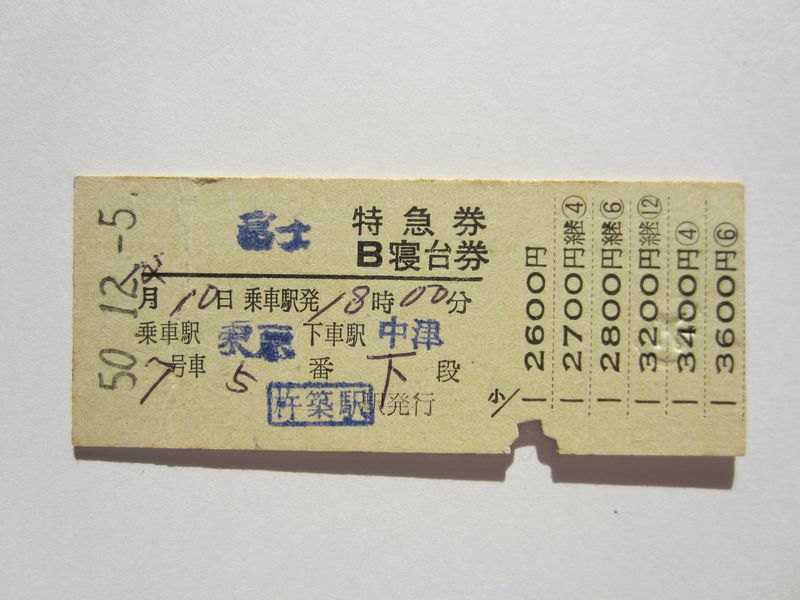 50.12.-5.
富士 特急券
B寝台券
12月10日 乗車駅発18時00分
乗車駅 東京 下車駅 中津
7号車 5番 下段
杵築駅 駅発行
小/
2600円
2700円継④
2800円継⑥
3200円継⑫
3400円④
3600円⑥